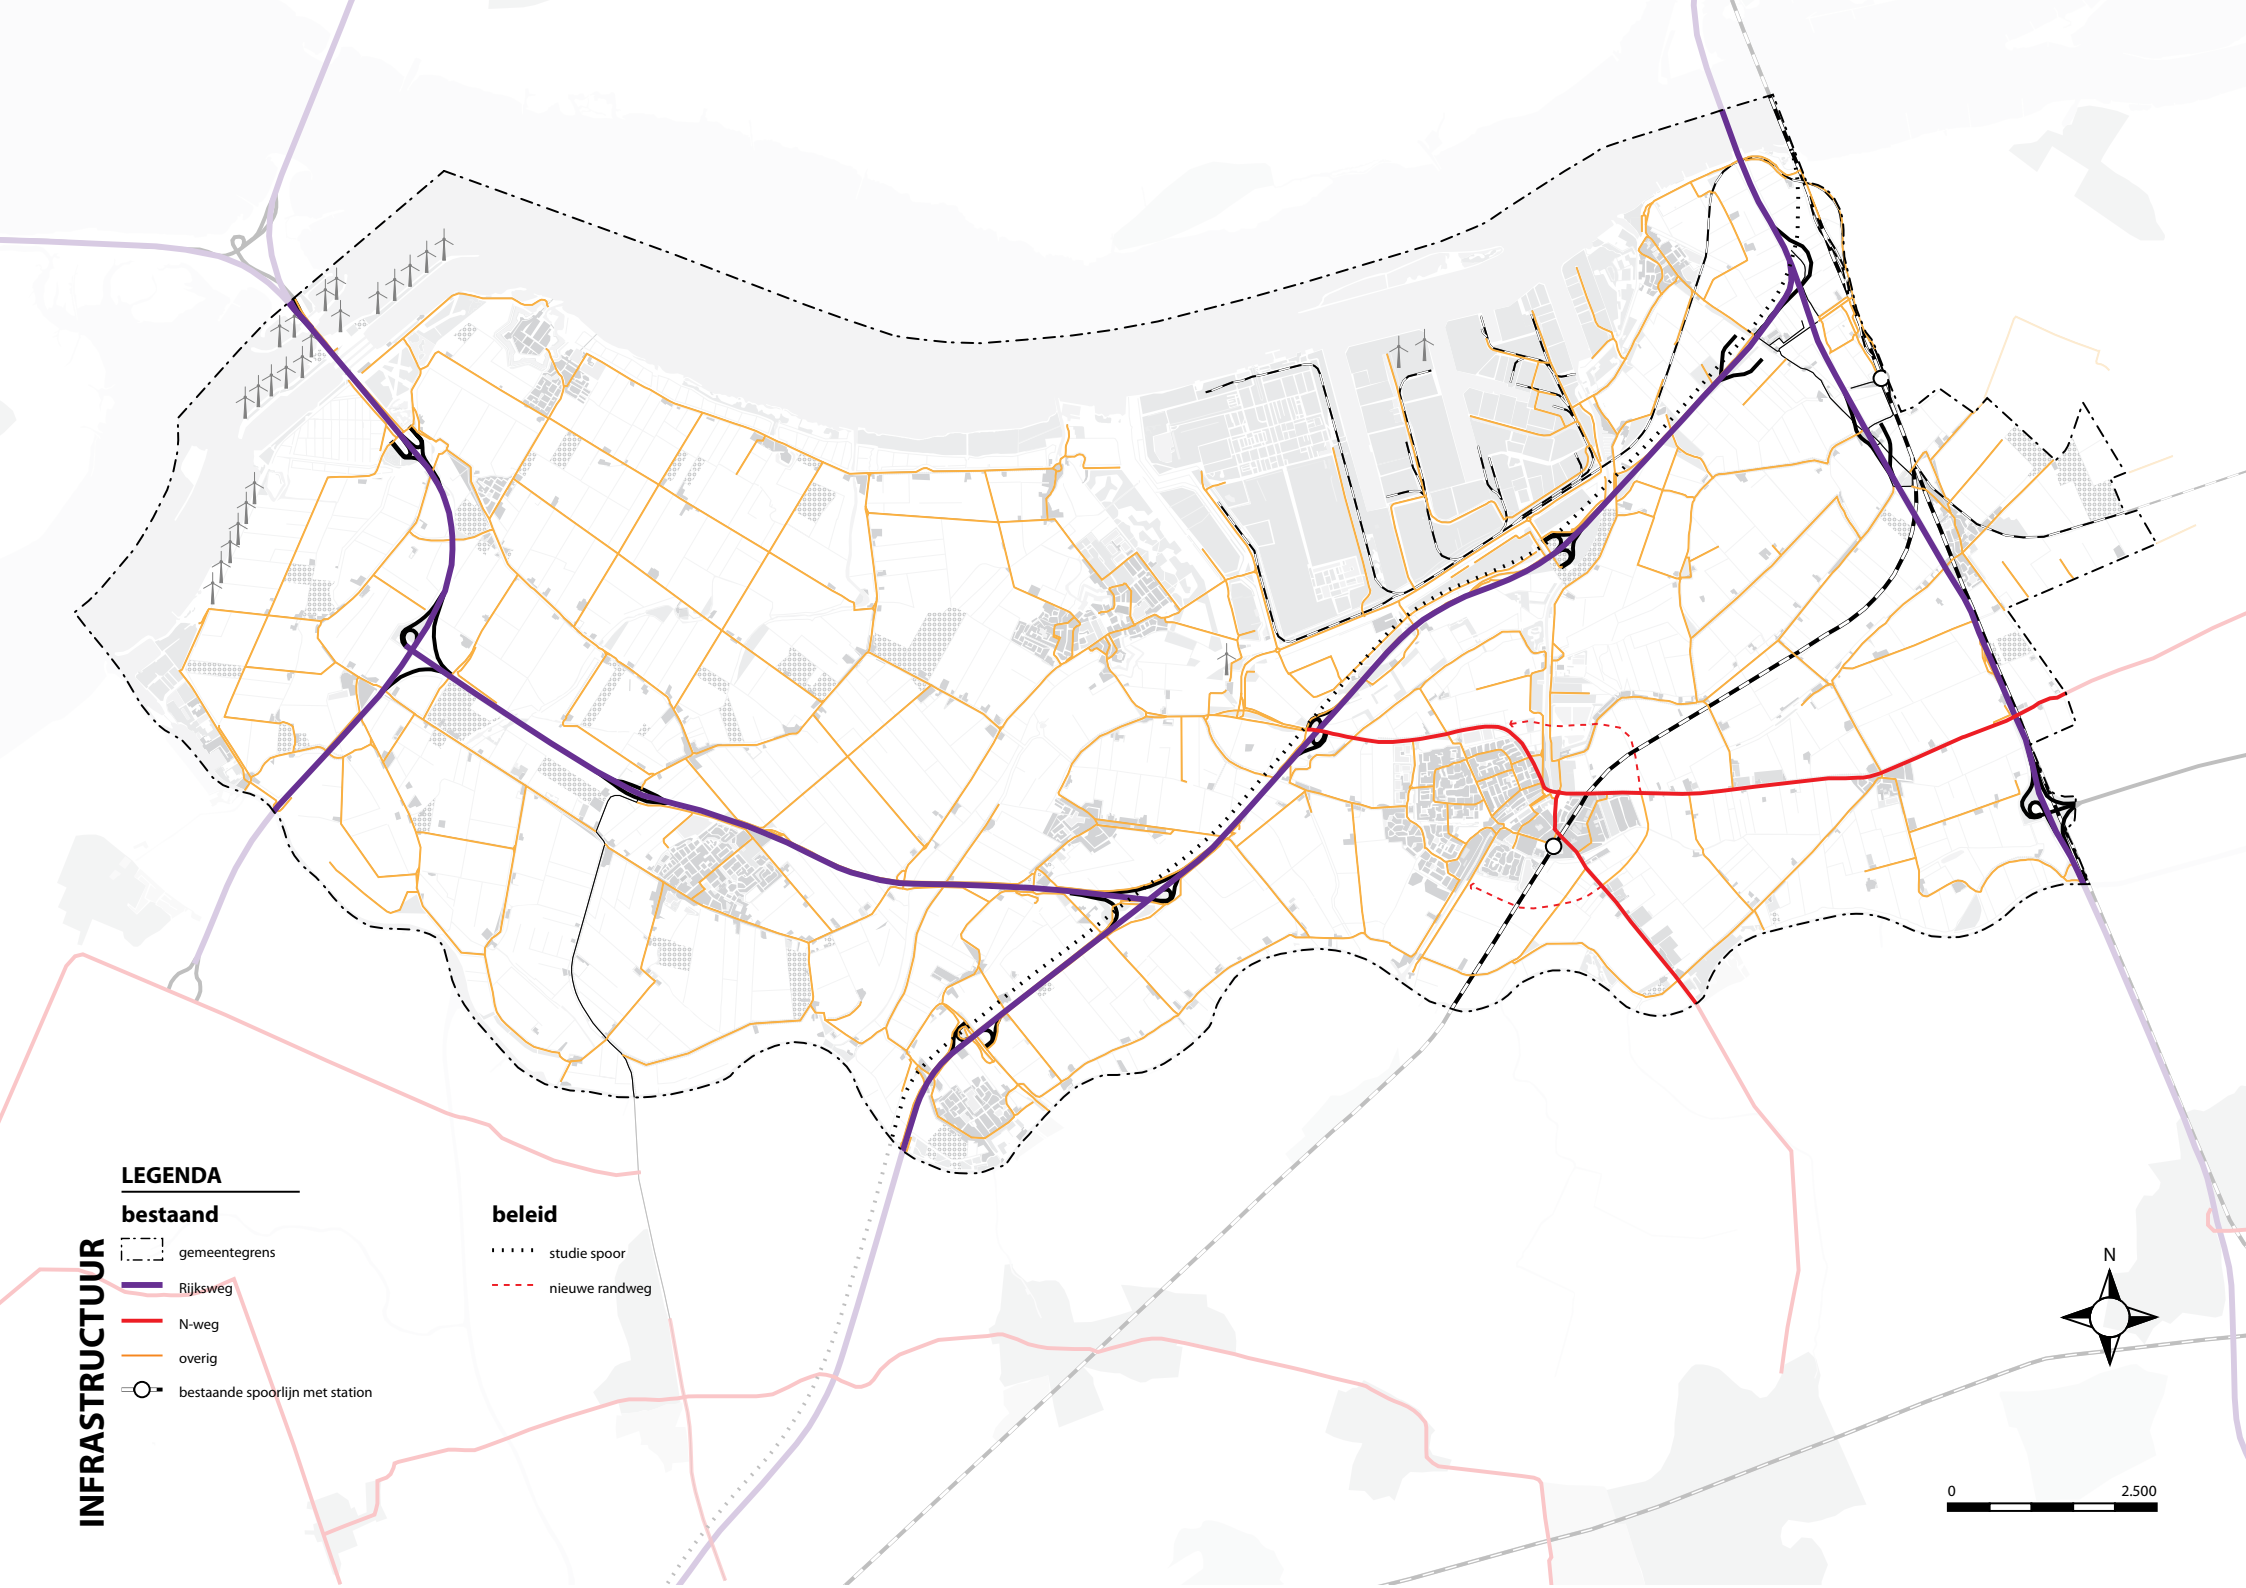 INFRASTRUCTUUR
LEGENDA
bestaand
gemeentegrens
Rijksweg
N-weg
overig
bestaande spoorlijn met station
beleid
studie spoor
nieuwe randweg
N
0 2.500